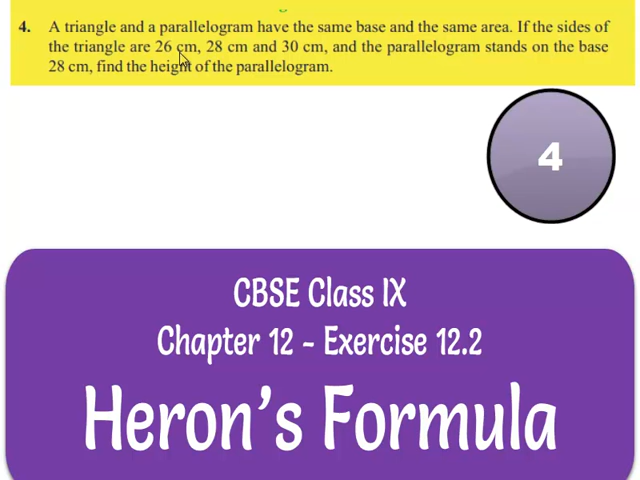 4. A triangle and a parallelogram have the same base and the same area. If the sides of
the triangle are 26 cm, 28 cm and 30 cm, and the parallelogram stands on the base
28 cm, find the height of the parallelogram.
4
CBSE Class IX
Chapter 12 - Exercise 12.2
Heron's Formula